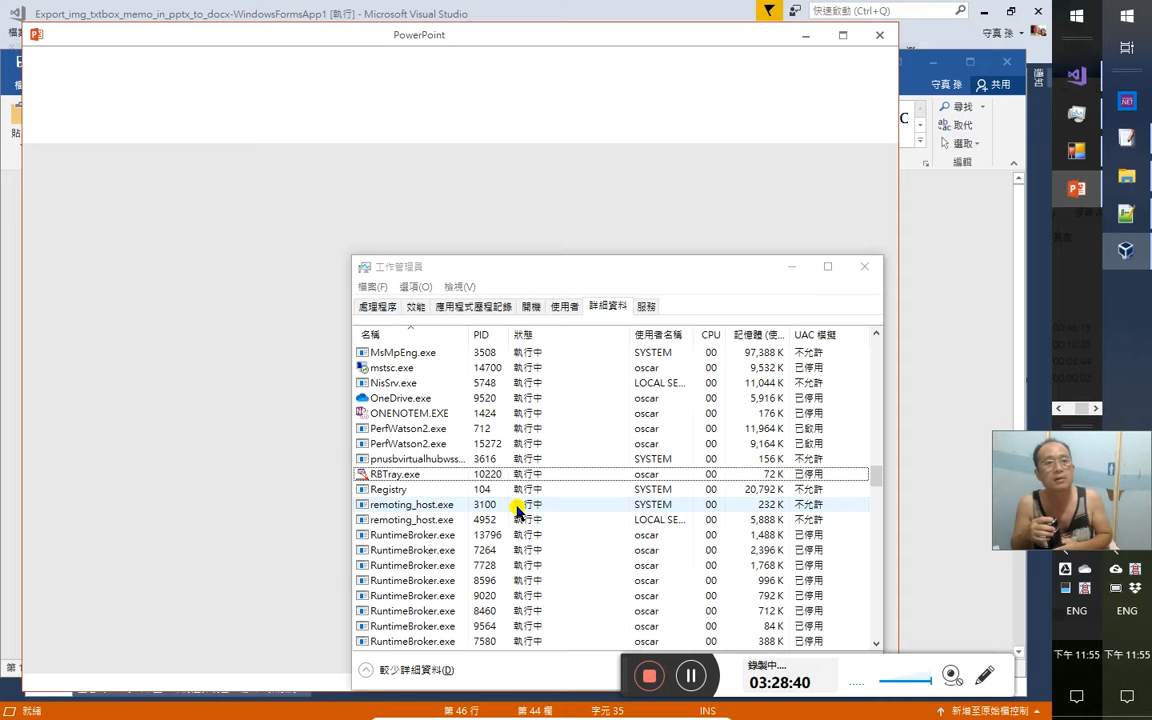 Export_img_txtbox_memo_in_pptx_to_docx-WindowsFormsApp1 [執行] - Microsoft Visual Studio
快速啟動 (Ctrl+Q)
守真 孫
PowerPoint
守真 孫
共用
通知
尋找
取代
選取
編輯
工作管理員
檔案(F) 選項(O) 檢視(V)
處理程序 效能 應用程式歷程記錄 開機 使用者 詳細資料 服務
名稱 PID 狀態 使用者名稱 CPU 記憶體 (使... UAC 模擬
MsMpEng.exe 3508 執行中 SYSTEM 00 97,388 K 不允許
mstsc.exe 14700 執行中 oscar 00 9,532 K 已停用
NisSrv.exe 5748 執行中 LOCAL SE... 00 11,044 K 不允許
OneDrive.exe 9520 執行中 oscar 00 5,916 K 已停用
ONENOTEM.EXE 1424 執行中 oscar 00 176 K 已停用
PerfWatson2.exe 712 執行中 oscar 00 11,964 K 已啟用
PerfWatson2.exe 15272 執行中 oscar 00 9,164 K 已啟用
pnusbvirtualhubwss... 3616 執行中 SYSTEM 00 156 K 不允許
RBTray.exe 10220 執行中 oscar 00 72 K 已停用
Registry 104 執行中 SYSTEM 00 20,792 K 不允許
remoting_host.exe 3100 執行中 SYSTEM 00 232 K 不允許
remoting_host.exe 4952 執行中 LOCAL SE... 00 5,888 K 不允許
RuntimeBroker.exe 13796 執行中 oscar 00 1,488 K 已停用
RuntimeBroker.exe 7264 執行中 oscar 00 2,396 K 已停用
RuntimeBroker.exe 7728 執行中 oscar 00 1,768 K 已停用
RuntimeBroker.exe 8596 執行中 oscar 00 996 K 已停用
RuntimeBroker.exe 9020 執行中 oscar 00 792 K 已停用
RuntimeBroker.exe 8460 執行中 oscar 00 712 K 已停用
RuntimeBroker.exe 9564 執行中 oscar 00 84 K 已停用
RuntimeBroker.exe 7580 執行中 oscar 00 388 K 已停用
較少詳細資料(D)
錄製中....
03:28:40
ENG ENG
下午 11:55 下午 11:55
就緒 第 46 行 第 44 欄 字元 35 INS 新增至原始檔控制